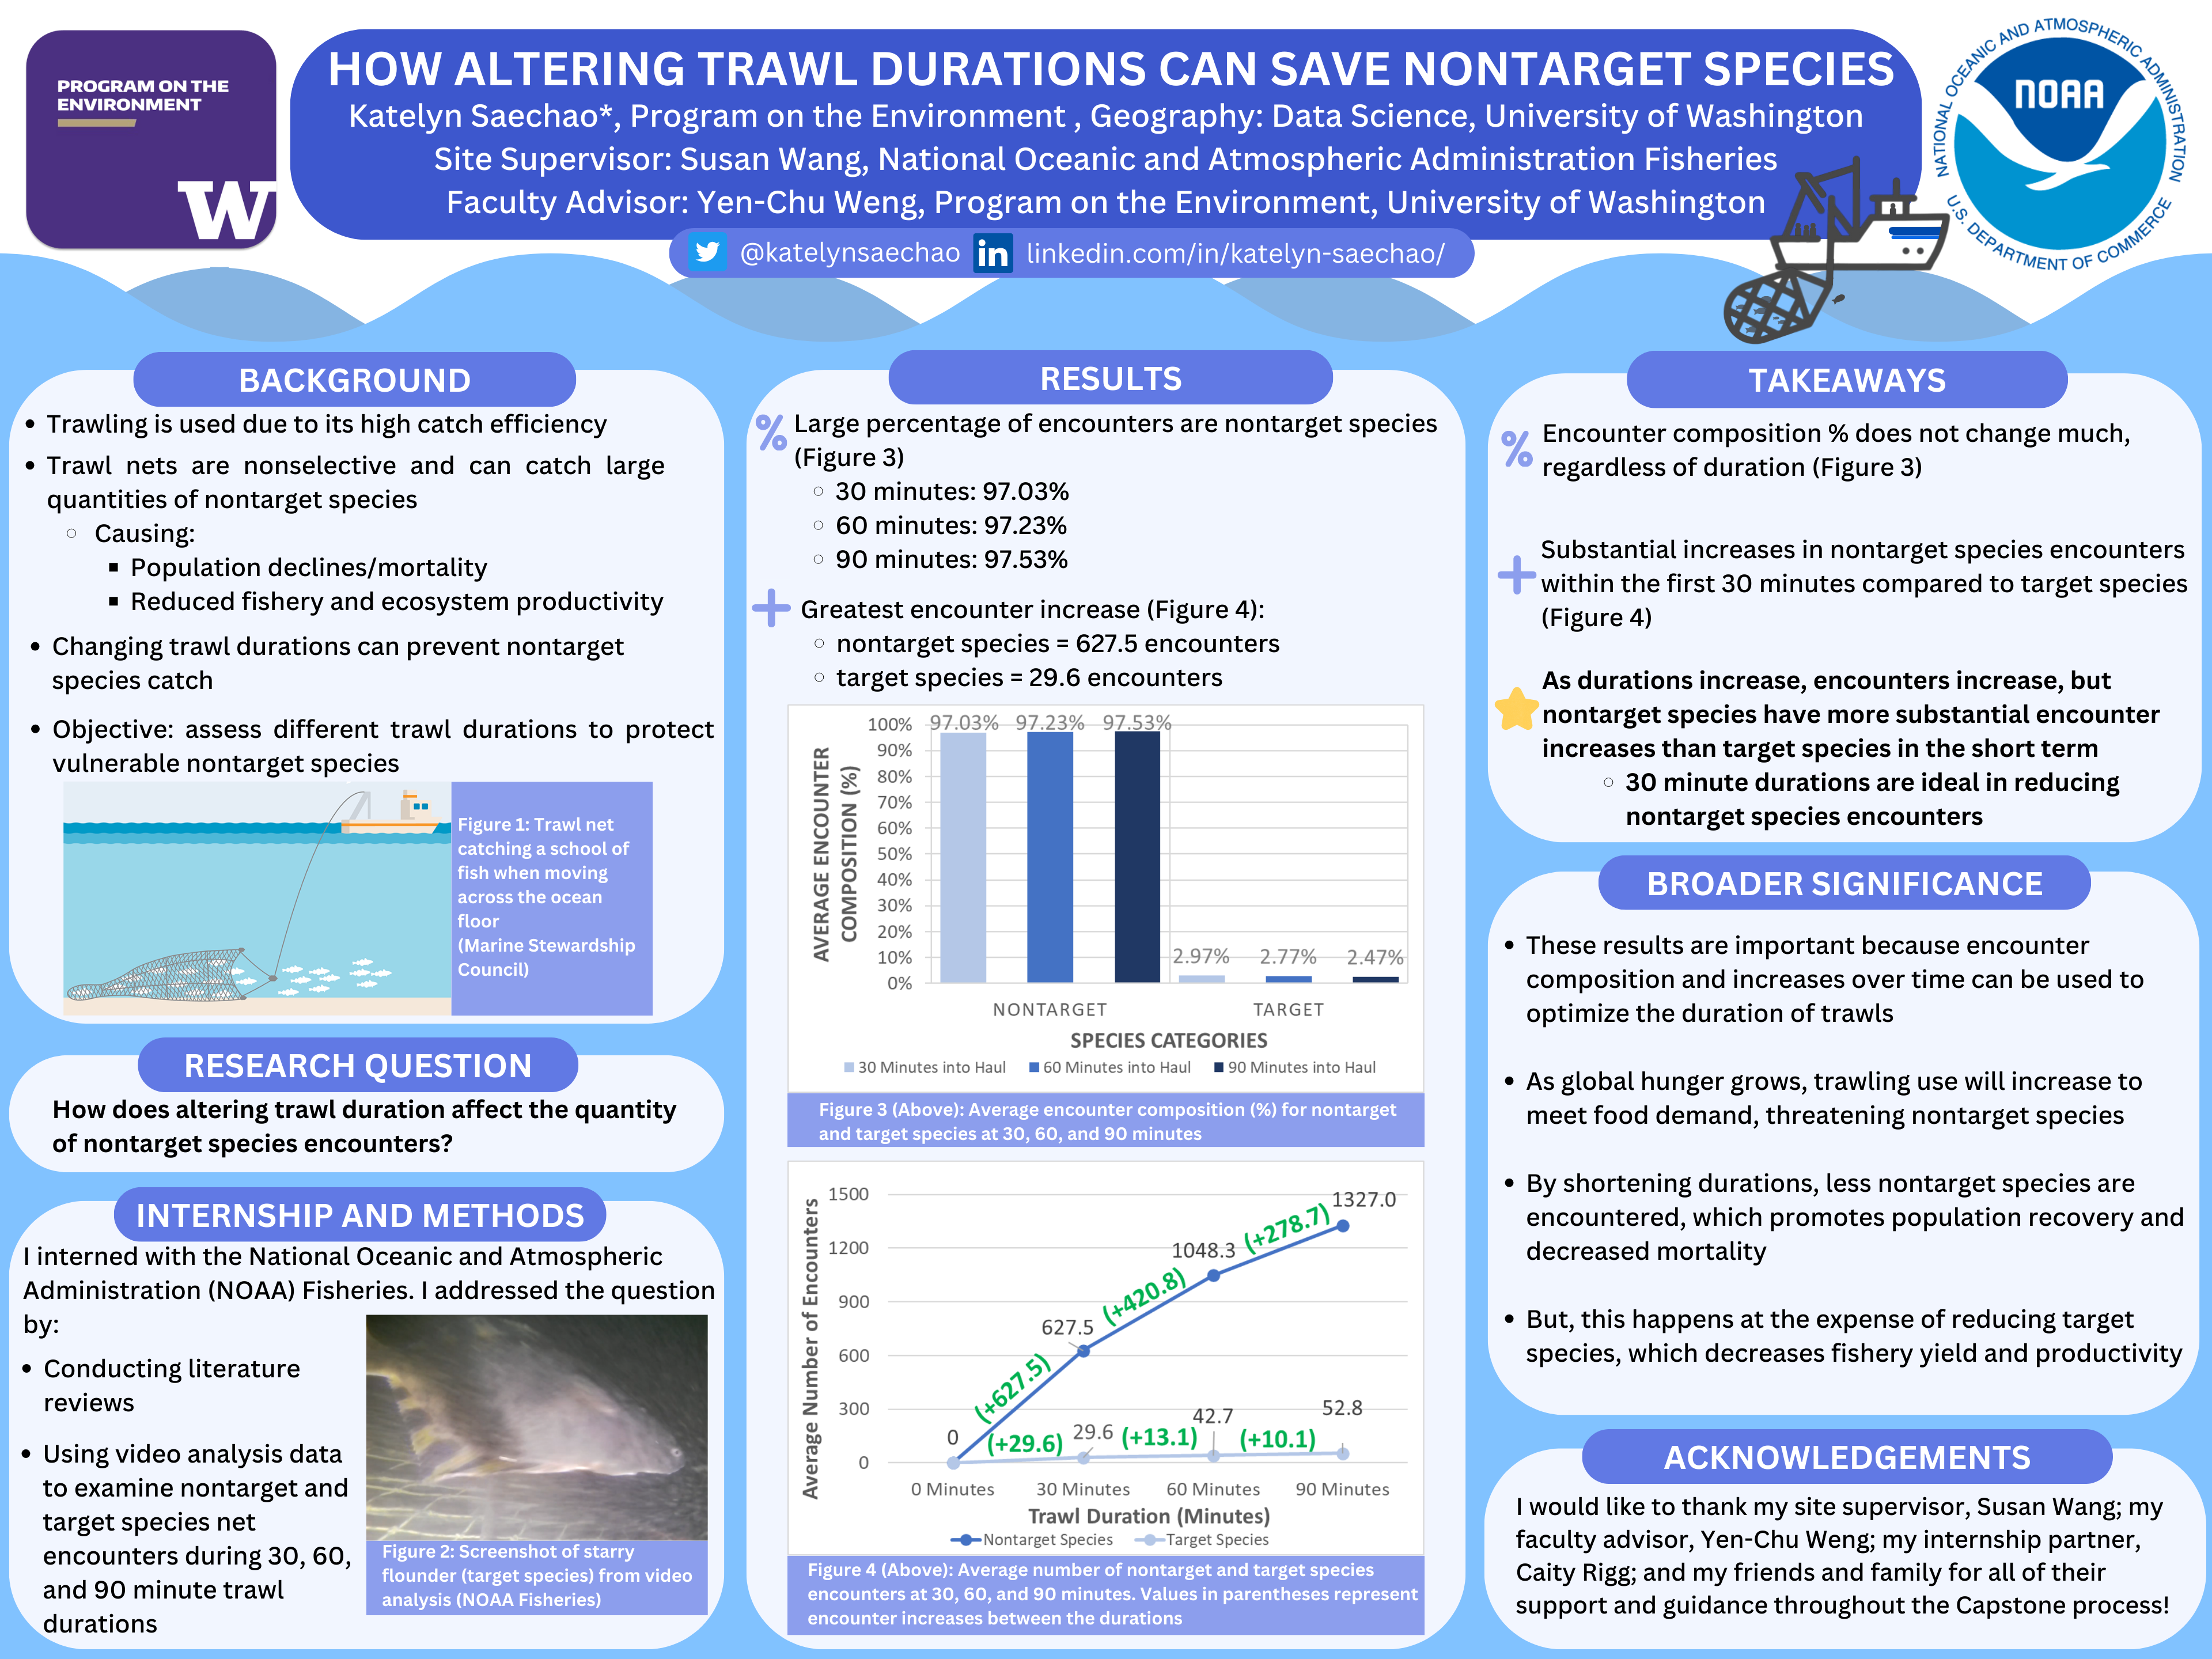 PROGRAM ON THE
ENVIRONMENT
W
HOW ALTERING TRAWL DURATIONS CAN SAVE NONTARGET SPECIES
Katelyn Saechao*, Program on the Environment , Geography: Data Science, University of Washington
Site Supervisor: Susan Wang, National Oceanic and Atmospheric Administration Fisheries
Faculty Advisor: Yen-Chu Weng, Program on the Environment, University of Washington
@katelynsaechao in linkedin.com/in/katelyn-saechao/
NATIONAL OCEANIC AND ATMOSPHERIC ADMINISTRATION
NOAA
U.S. DEPARTMENT OF COMMERCE
BACKGROUND
• Trawling is used due to its high catch efficiency
• Trawl nets are nonselective and can catch large
quantities of nontarget species
○ Causing:
▪ Population declines/mortality
▪ Reduced fishery and ecosystem productivity
• Changing trawl durations can prevent nontarget
species catch
• Objective: assess different trawl durations to protect
vulnerable nontarget species
Figure 1: Trawl net
catching a school of
fish when moving
across the ocean
floor
(Marine Stewardship
Council)
RESEARCH QUESTION
How does altering trawl duration affect the quantity
of nontarget species encounters?
INTERNSHIP AND METHODS
I interned with the National Oceanic and Atmospheric
Administration (NOAA) Fisheries. I addressed the question
by:
• Conducting literature
reviews
• Using video analysis data
to examine nontarget and
target species net
encounters during 30, 60,
and 90 minute trawl
durations
Figure 2: Screenshot of starry
flounder (target species) from video
analysis (NOAA Fisheries)
RESULTS
% Large percentage of encounters are nontarget species
(Figure 3)
○ 30 minutes: 97.03%
○ 60 minutes: 97.23%
○ 90 minutes: 97.53%
+ Greatest encounter increase (Figure 4):
○ nontarget species = 627.5 encounters
○ target species = 29.6 encounters
AVERAGE ENCOUNTER
COMPOSITION (%)
100%
90%
80%
70%
60%
50%
40%
30%
20%
10%
0%
97.03% 97.23% 97.53%
2.97% 2.77% 2.47%
NONTARGET TARGET
SPECIES CATEGORIES
30 Minutes into Haul 60 Minutes into Haul 90 Minutes into Haul
Figure 3 (Above): Average encounter composition (%) for nontarget
and target species at 30, 60, and 90 minutes
Average Number of Encounters
1500
1200
900
600
300
0
0 627.5 1048.3 1327.0
(+627.5) (+420.8) (+278.7)
29.6 42.7 52.8
(+29.6) (+13.1) (+10.1)
0 Minutes 30 Minutes 60 Minutes 90 Minutes
Trawl Duration (Minutes)
Nontarget Species Target Species
Figure 4 (Above): Average number of nontarget and target species
encounters at 30, 60, and 90 minutes. Values in parentheses represent
encounter increases between the durations
TAKEAWAYS
% Encounter composition % does not change much,
regardless of duration (Figure 3)
+ Substantial increases in nontarget species encounters
within the first 30 minutes compared to target species
(Figure 4)
As durations increase, encounters increase, but
nontarget species have more substantial encounter
increases than target species in the short term
○ 30 minute durations are ideal in reducing
nontarget species encounters
BROADER SIGNIFICANCE
• These results are important because encounter
composition and increases over time can be used to
optimize the duration of trawls
• As global hunger grows, trawling use will increase to
meet food demand, threatening nontarget species
• By shortening durations, less nontarget species are
encountered, which promotes population recovery and
decreased mortality
• But, this happens at the expense of reducing target
species, which decreases fishery yield and productivity
ACKNOWLEDGEMENTS
I would like to thank my site supervisor, Susan Wang; my
faculty advisor, Yen-Chu Weng; my internship partner,
Caity Rigg; and my friends and family for all of their
support and guidance throughout the Capstone process!